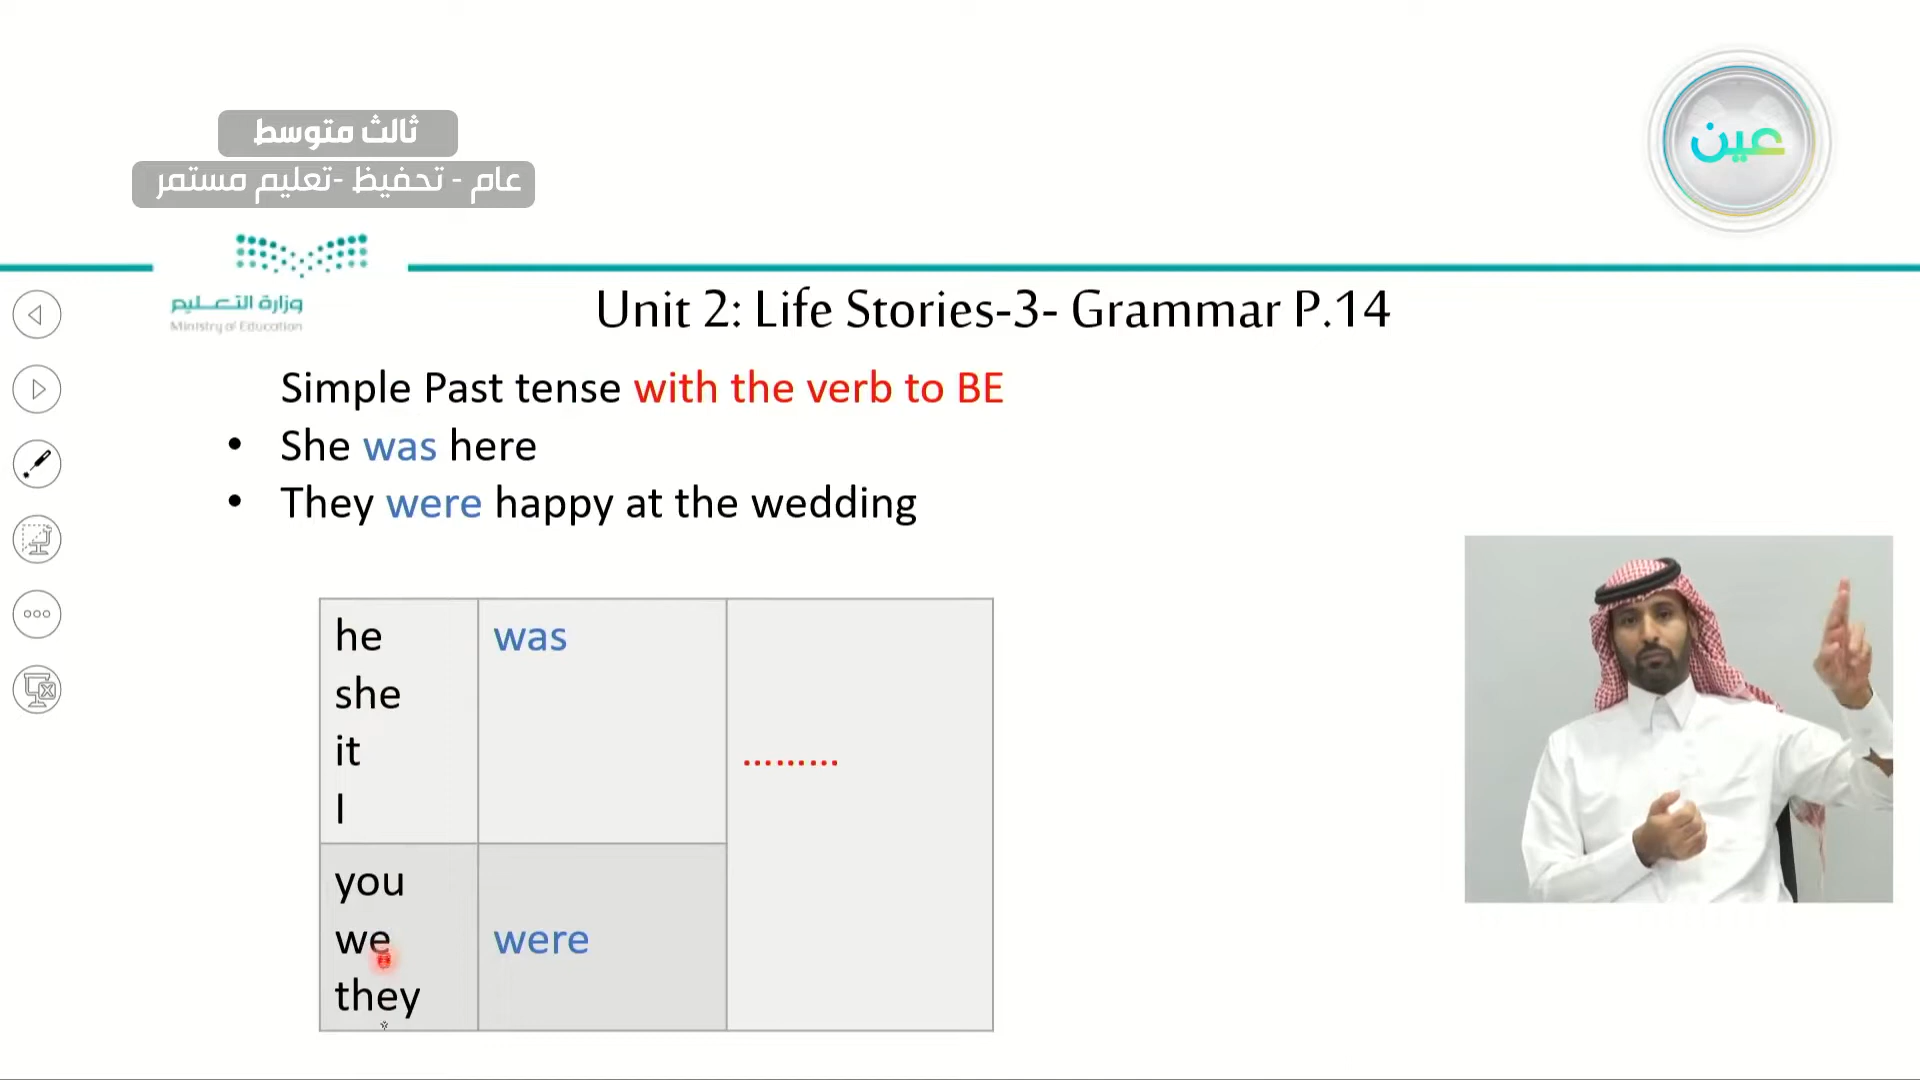 ثالث متوسط
عام - تحفيظ -تعليم مستمر
عين
وزارة التعليم
Ministry of Education
Unit 2: Life Stories-3- Grammar P.14
Simple Past tense with the verb to BE
• She was here
• They were happy at the wedding
he was
she
it
.........
I
you
we were
they